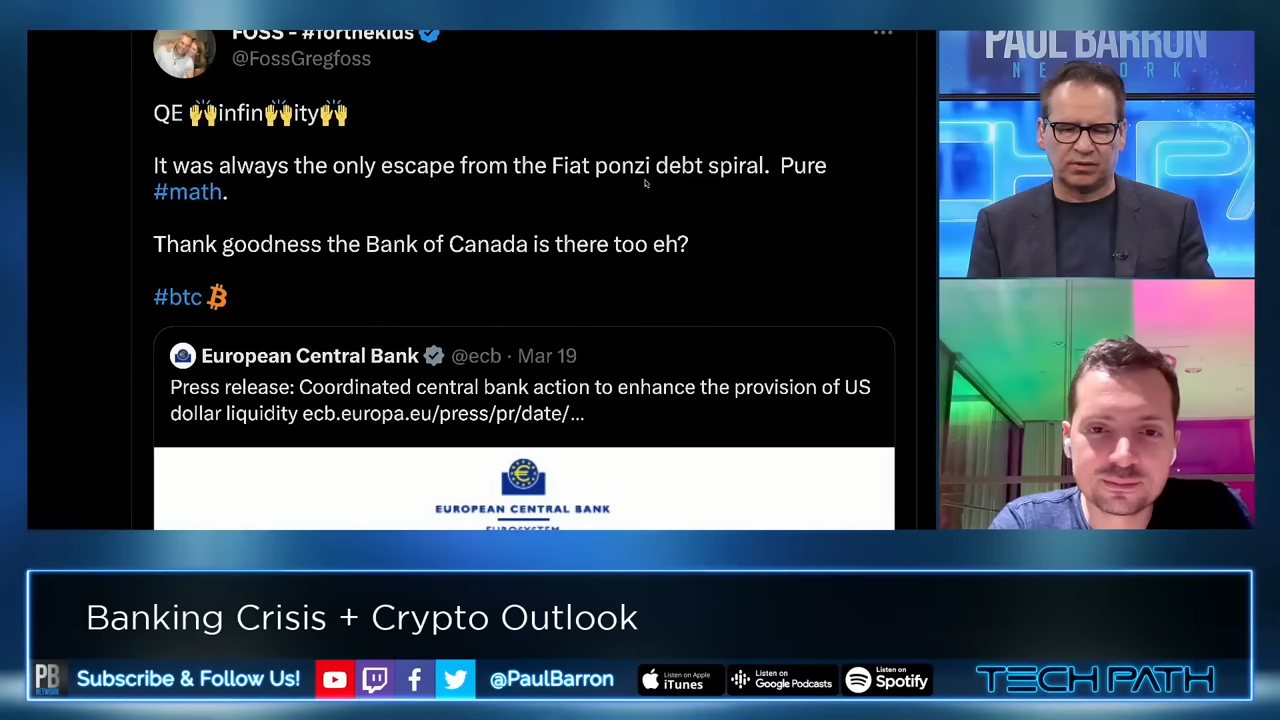 FOSS - #forthekids
@FossGregfoss
QE 🙌infin🙌ity🙌
It was always the only escape from the Fiat ponzi debt spiral. Pure
#math.
Thank goodness the Bank of Canada is there too eh?
#btc
European Central Bank @ecb · Mar 19
Press release: Coordinated central bank action to enhance the provision of US
dollar liquidity ecb.europa.eu/press/pr/date/...
EUROPEAN CENTRAL BANK
EUROSYSTEM
PAUL BARRON
NETWORK
Banking Crisis + Crypto Outlook
PB
NETWORK
Subscribe & Follow Us!
@PaulBarron
Listen on Apple
iTunes
Listen on
Google Podcasts
Listen on
Spotify
TECH PATH